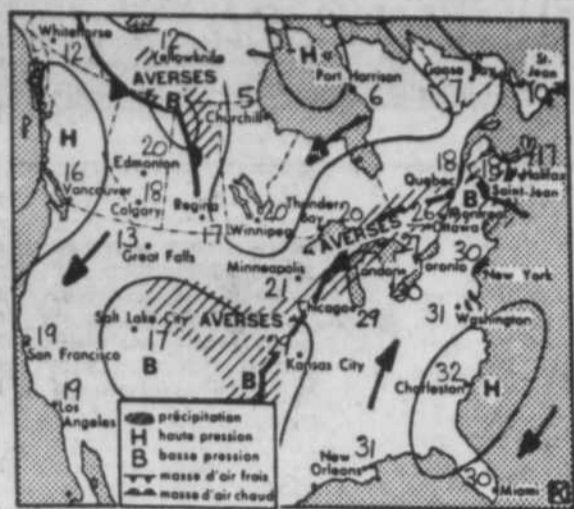 Whitehorse
12
Yellowknife
12
AVERSES
B
H
Port Harrison
Goose Bay
7
St-
Jean
10
5
Churchill
6
H
16
Vancouver
20
Edmonton
18
Calgary
Regina
17
13
Great Falls
20
Winnipeg
Thunder
Bay
20
AVERSES
18
Quebec
B
17
Halifax
Saint-Jean
26
Montréal
Ottawa
Minneapolis
21
London
Toronto
30
New York
Chicago
29
31
Washington
Salt Lake City
17
AVERSES
B
B
Kansas City
19
San Francisco
19
Los
Angeles
32
Charleston
H
New
Orleans
31
30
Miami
précipitation
H haute pression
B basse pression
masse d'air frais
masse d'air chaud